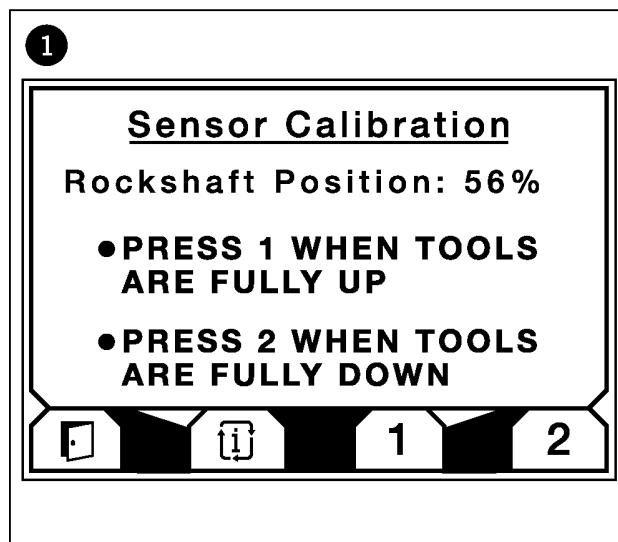 1
Sensor Calibration
Rockshaft Position: 56%
●PRESS 1 WHEN TOOLS
ARE FULLY UP
●PRESS 2 WHEN TOOLS
ARE FULLY DOWN
i 1 2